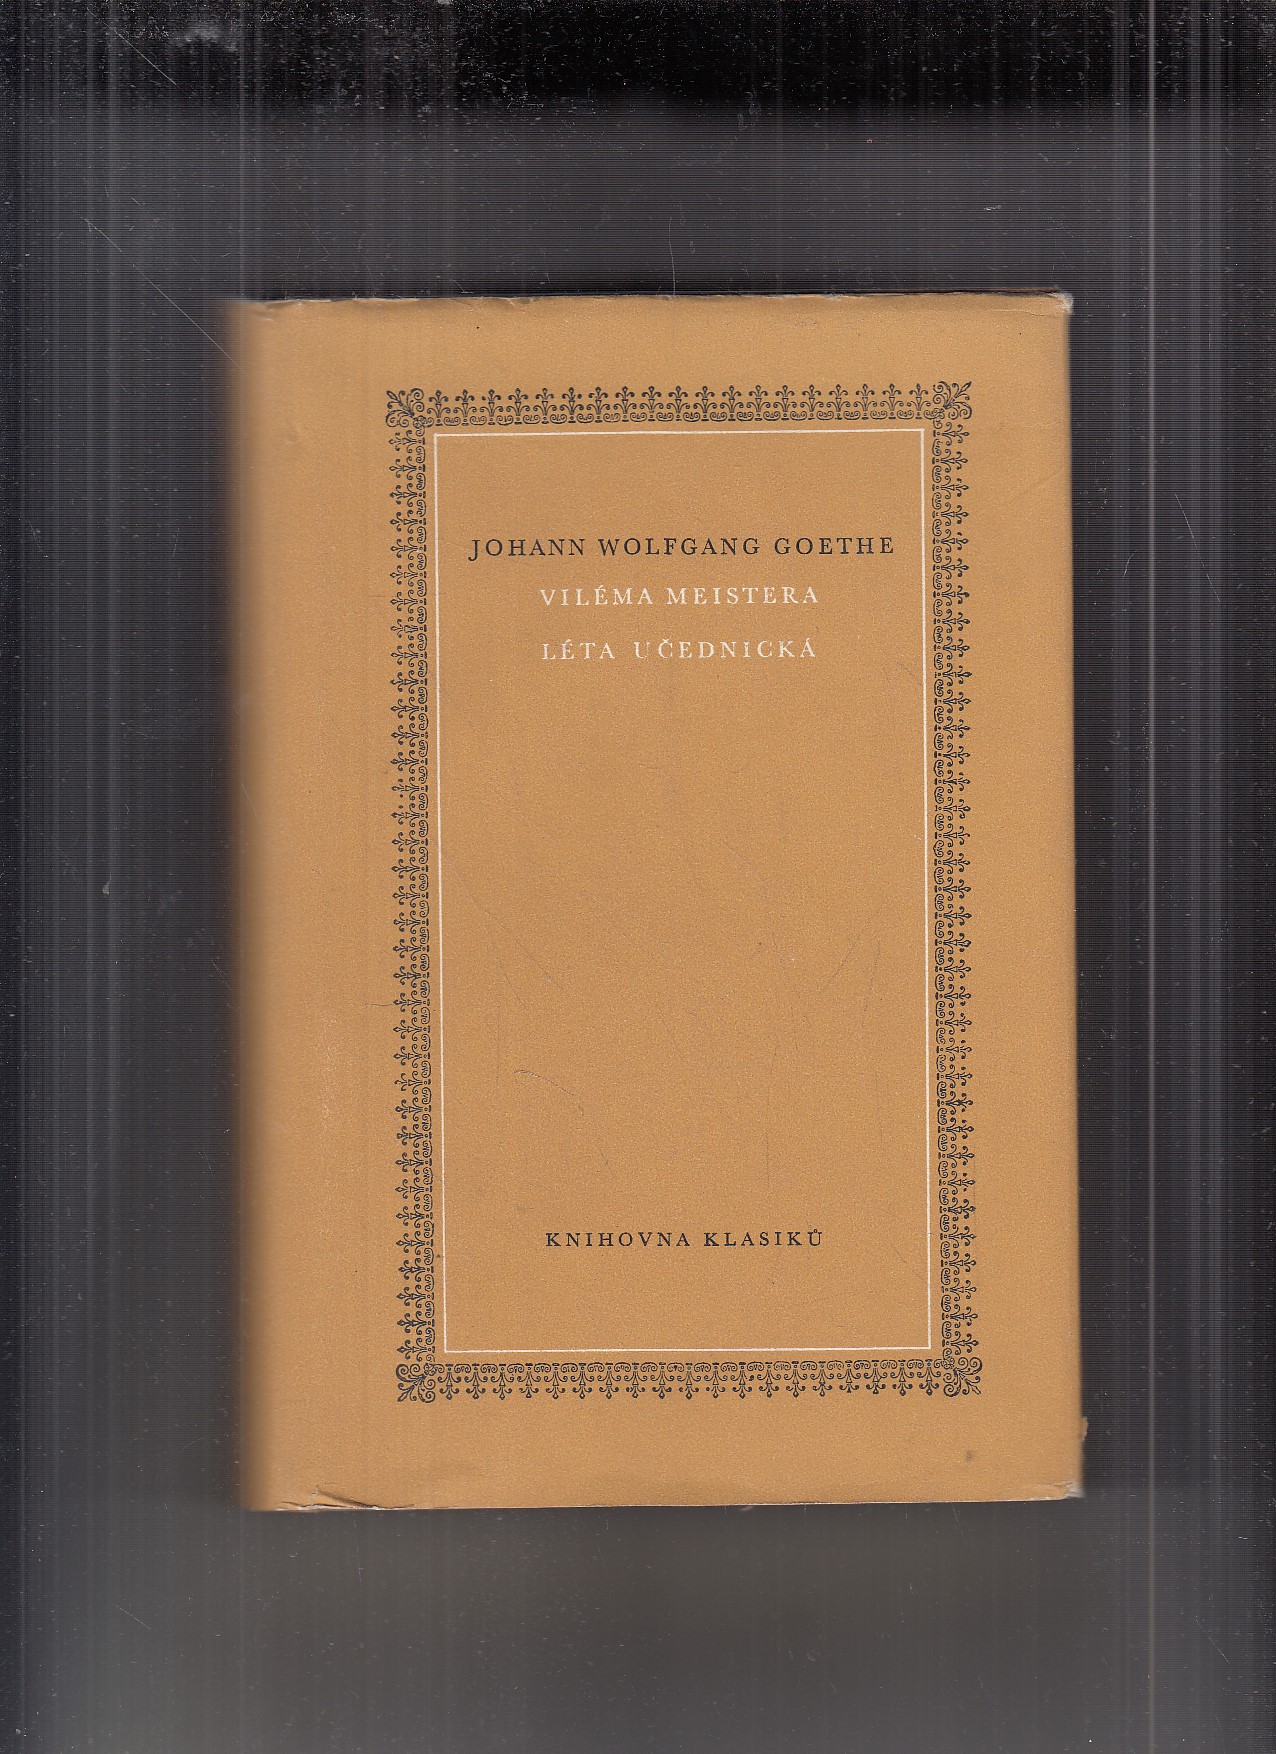 JOHANN WOLFGANG GOETHE
VILÉMA MEISTERA
LÉTA UČEDNICKÁ
KNIHOVNA KLASIKŮ